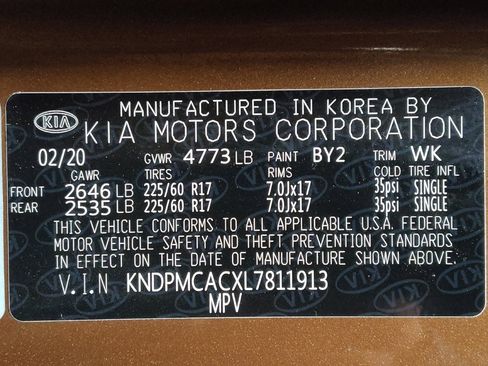 MANUFACTURED IN KOREA BY
KIA KIA MOTORS CORPORATION
02/20 GVWR 4773 LB PAINT BY2 TRIM WK
GAWR TIRES RIMS COLD TIRE INFL
FRONT 2646 LB 225/60 R17 7.0Jx17 35psi SINGLE
REAR 2535 LB 225/60 R17 7.0Jx17 35psi SINGLE
THIS VEHICLE CONFORMS TO ALL APPLICABLE U.S.A. FEDERAL
MOTOR VEHICLE SAFETY AND THEFT PREVENTION STANDARDS
IN EFFECT ON THE DATE OF MANUFACTURE SHOWN ABOVE.
V.I.N KNDPMCACXL7811913
MPV